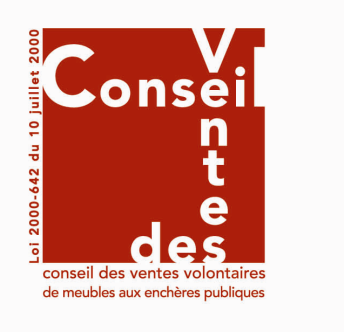 Loi 2000-642 du 10 juillet 2000
Conseil
des
Ventes
conseil des ventes volontaires
de meubles aux enchères publiques